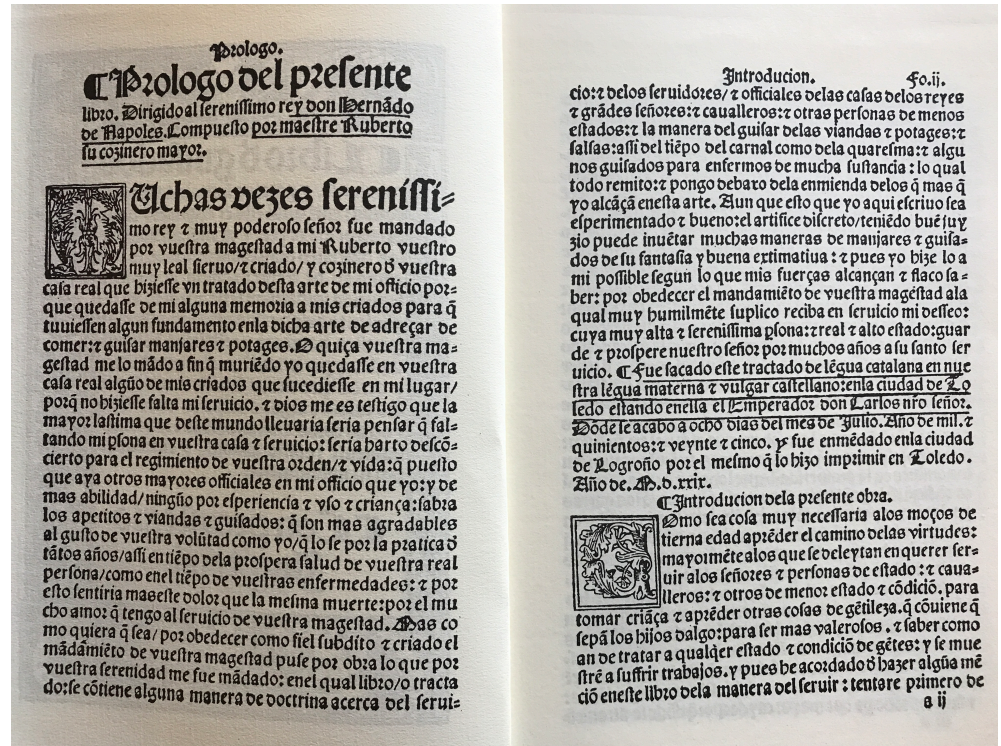 Prologo.
¶Prologo del presente
libro. Dirigido al serenissimo rey don Hernãdo
de Napoles. Compuesto por maestre Ruberto
su cozinero mayor.
MUchas vezes serenissi=
mo rey ⁊ muy poderoso señor fue mandado
por vuestra magestad a mi Ruberto vuestro
muy leal sieruo/⁊ criado/ y cozinero đ vuestra
casa real que hiziesse vn tratado desta arte de mi officio por=
que quedasse de mi alguna memoria a mis criados para q̃
tuuiessen algun fundamento enla dicha arte de adreçar de
comer:⁊ guisar manjares ⁊ potages. O quiça vuestra ma=
gestad me lo mãdo a fin q̃ muriẽdo yo quedasse en vuestra
casa real algũo de mis criados que sucediesse en mi lugar/
porq̃ no hiziesse falta mi seruicio. ⁊ dios me es testigo que la
mayor lastima que deste mundo lleuaria seria pensar q̃ fal=
tando mi psona en vuestra casa ⁊ seruicio: seria harto descõ=
cierto para el regimiento de vuestra orden/⁊ vida:q̃ puesto
que aya otros mayores officiales en mi officio que yo:y de
mas abilidad/ningũo por esperiencia ⁊ vso ⁊ criança:sabra
los apetitos ⁊ viandas ⁊ guisados: q̃ son mas agradables
al gusto de vuestra volũtad como yo/q̃ lo se por la pratica đ
tãtos años/assi en tiẽpo dela prospera salud de vuestra real
persona/como enel tiẽpo de vuestras enfermedades: ⁊ por
esto sentiria mas este dolor que la mesma muerte:por el mu
cho amor q̃ tengo al seruicio de vuestra magestad. Mas co
mo quiera q̃ sea/ por obedecer como fiel subdito ⁊ criado el
mãdamiẽto de vuestra magestad puse por obra lo que por
vuestra serenidad me fue mãdado: enel qual libro/o tracta
do:se cõtiene alguna manera de doctrina acerca del serui=
Introducion. Fo.ii.
cio:⁊ delos seruidores/⁊ officiales delas casas delos reyes
⁊ grãdes señores:⁊ caualleros:⁊ otras personas de menos
estados:⁊ la manera del guisar delas viandas ⁊ potages:⁊
salsas:assi del tiẽpo del carnal como dela quaresma:⁊ algu
nos guisados para enfermos de mucha sustancia: lo qual
todo remito:⁊ pongo debaxo dela enmienda delos q̃ mas q̃
yo alcãçã enesta arte. Aun que esto que yo aqui escriuo sea
esperimentado ⁊ bueno:el artifice discreto/teniẽdo buẽ juy
zio puede inuẽtar muchas maneras de manjares ⁊ guisa=
dos de su fantasia y buena extimatiua: ⁊ pues yo hize lo a
mi possible segun lo que mis fuerças alcançan ⁊ flaco sa=
ber: por obedecer el mandamiẽto de vuestra magestad ala
qual muy humilmẽte suplico reciba en seruicio mi desseo:
cuya muy alta ⁊ serenissima psona:⁊ real ⁊ alto estado:guar
de ⁊ prospere nuestro señor por muchos años a su santo ser
uicio. ¶Fue sacado este tractado de lẽgua catalana en nue
stra lẽgua materna ⁊ vulgar castellano:enla ciudad de To
ledo estando enella el Emperador don Carlos nr̃o señor.
Dõde se acabo a ocho dias del mes de Julio. Año de mil. ⁊
quinientos:⁊ veynte ⁊ cinco. Y fue enmẽdado enla ciudad
de Logroño por el mesmo q̃ lo hizo imprimir en Toledo.
Año de. M.D.xxix.
¶Introducion dela presente obra.
COmo sea cosa muy necessaria alos moços de
tierna edad aprẽder el camino delas virtudes:
mayormẽte alos que se deleytan en querer ser=
uir alos señores ⁊ personas de estado: ⁊ caua=
lleros:⁊ otros de menor estado ⁊ cõdiciõ. para
tomar criãça ⁊ aprẽder otras cosas de gẽtileza.q̃ cõuiene q̃
sepã los hijos dalgo:para ser mas valerosos. ⁊ saber como
an de tratar a qualq̃er estado ⁊ condiciõ de gẽtes: y se mue
strẽ a suffrir trabajos. y pues he acordado đ hazer algũa mẽ
ciõ eneste libro dela manera del seruir: tentare primero de
a ij